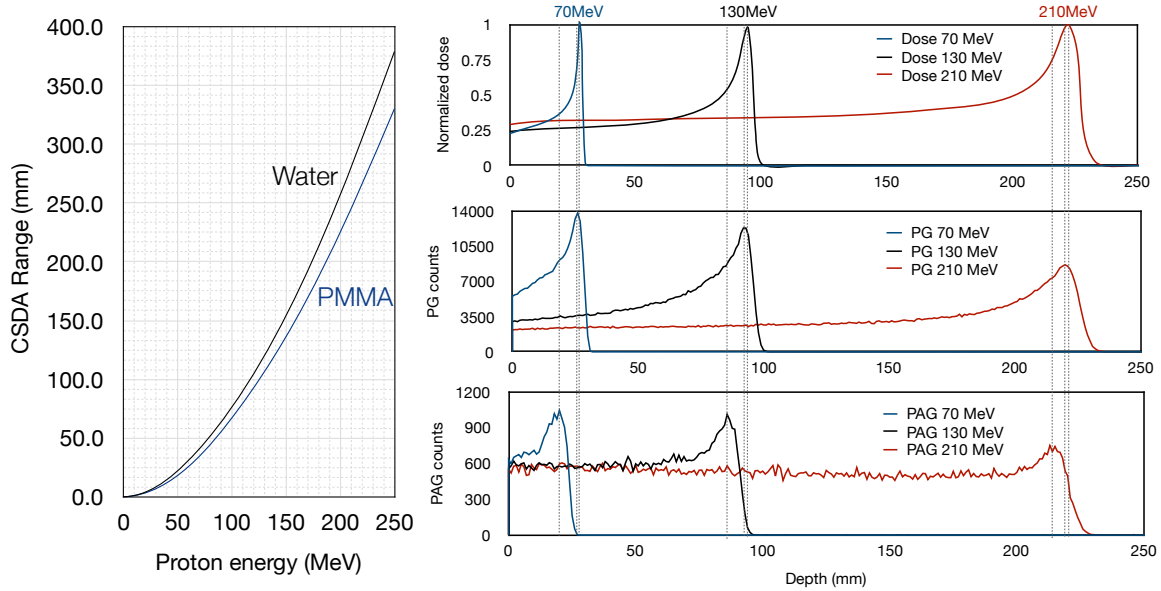 400.0
350.0
300.0
250.0
200.0
150.0
100.0
50.0
0.0
CSDA Range (mm)
Water
PMMA
0 50 100 150 200 250
Proton energy (MeV)
70MeV 130MeV 210MeV
1
0.75
0.5
0.25
0
Normalized dose
Dose 70 MeV
Dose 130 MeV
Dose 210 MeV
0 50 100 150 200 250
14000
10500
7000
3500
0
PG counts
PG 70 MeV
PG 130 MeV
PG 210 MeV
0 50 100 150 200 250
1200
900
600
300
0
PAG counts
PAG 70 MeV
PAG 130 MeV
PAG 210 MeV
0 50 100 150 200 250
Depth (mm)